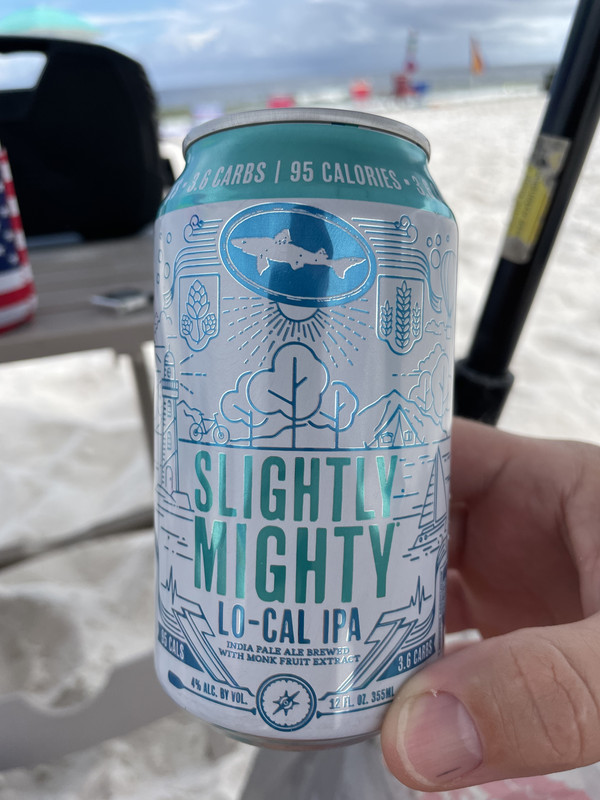 3.6 CARBS | 95 CALORIES • 3.
SLIGHTLY
MIGHTY
LO-CAL IPA
INDIA PALE ALE BREWED
WITH MONK FRUIT EXTRACT
95 CALS
3.6 CARBS
4% ALC. BY VOL.
12 FL. OZ. 355ML